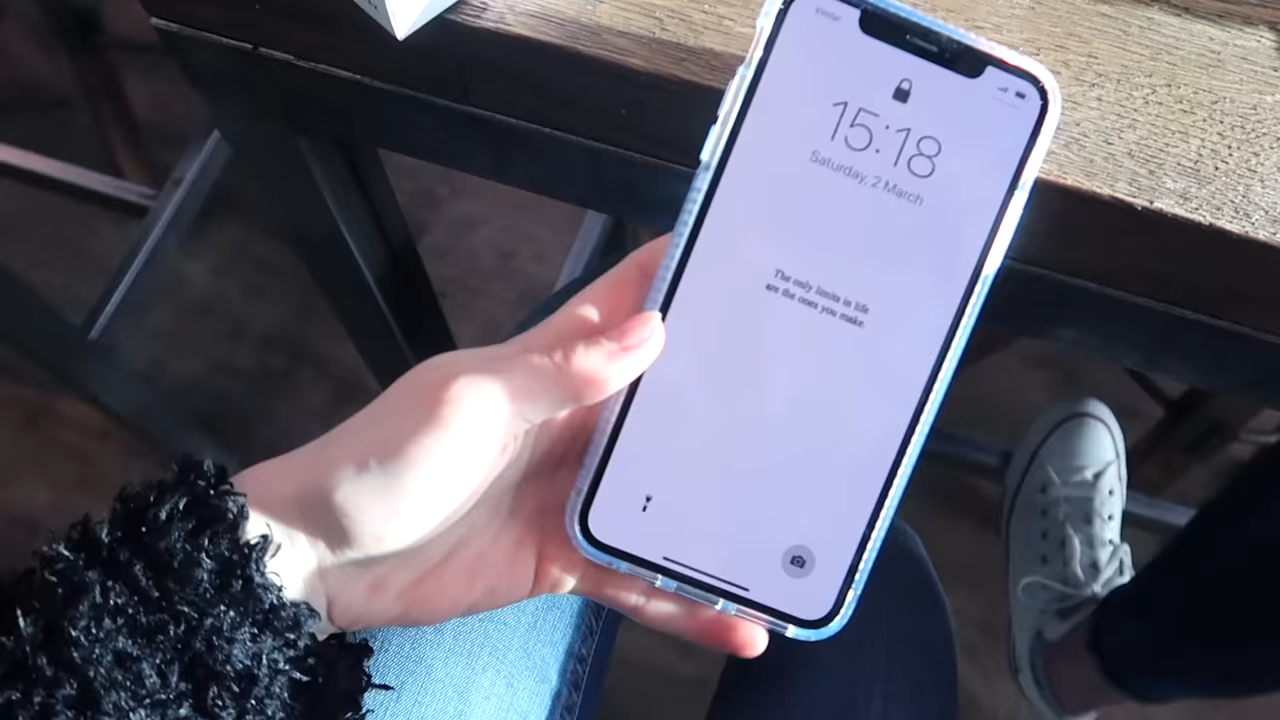 15:18
Saturday, 2 March
The only limits in life
are the ones you make.